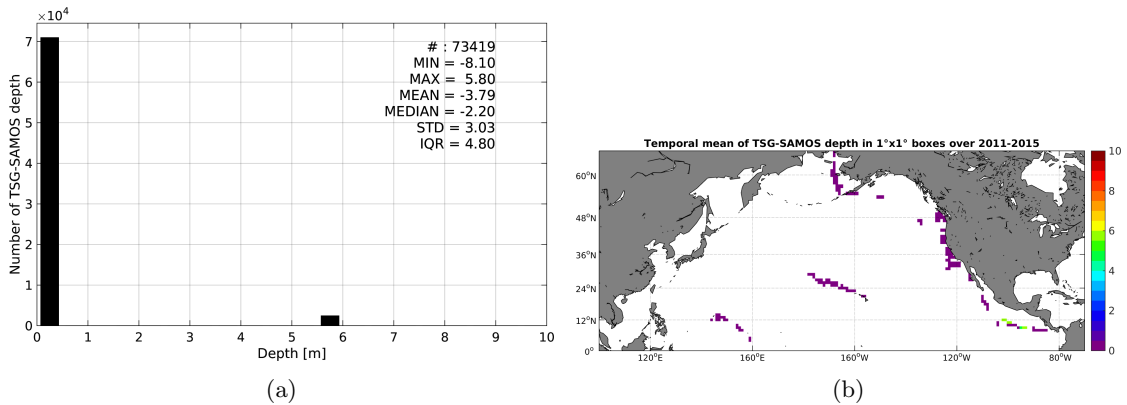 ×10⁴
7
6
5
4
3
2
1
0
Number of TSG-SAMOS depth
# : 73419
MIN = -8.10
MAX = 5.80
MEAN = -3.79
MEDIAN = -2.20
STD = 3.03
IQR = 4.80
0 1 2 3 4 5 6 7 8 9 10
Depth [m]
(a)
Temporal mean of TSG-SAMOS depth in 1°x1° boxes over 2011-2015
60°N
48°N
36°N
24°N
12°N
0°
120°E 160°E 160°W 120°W 80°W
10
8
6
4
2
0
(b)